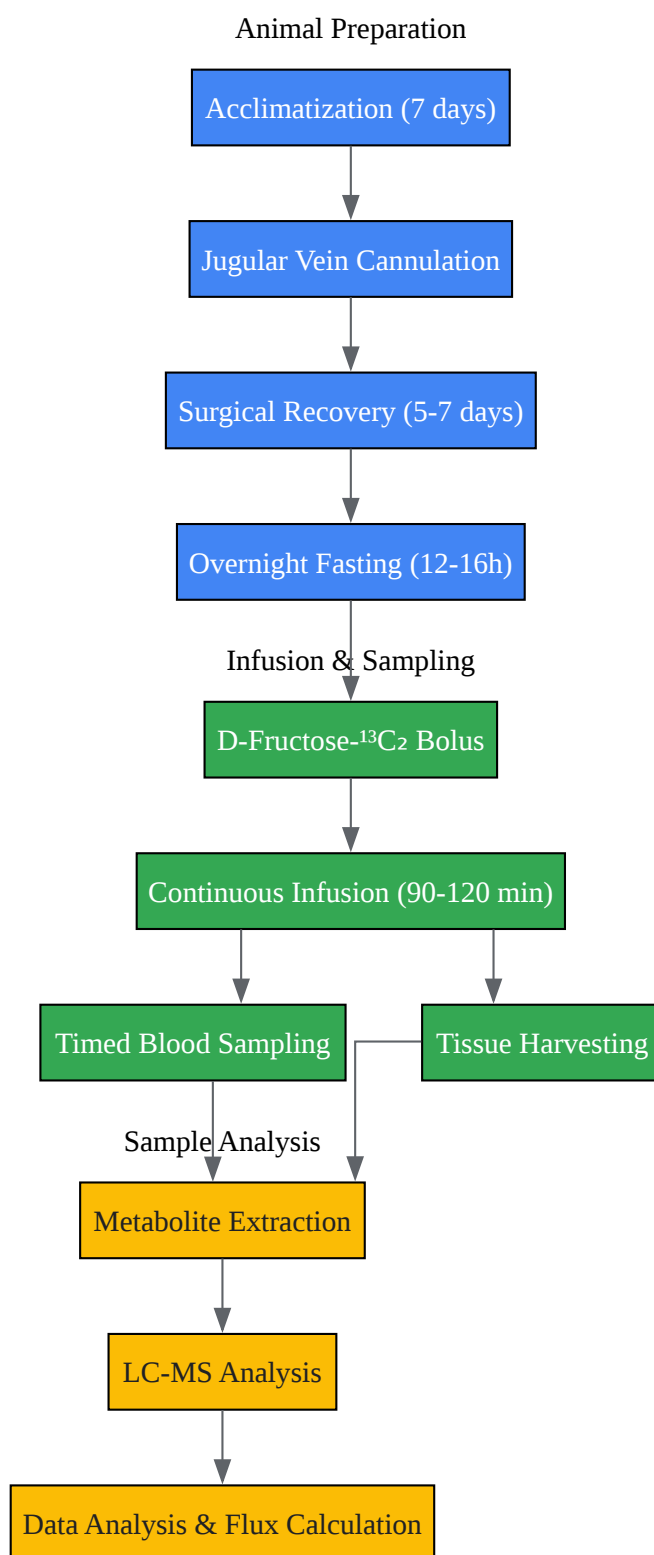 Animal Preparation
Acclimatization (7 days)
Jugular Vein Cannulation
Surgical Recovery (5-7 days)
Overnight Fasting (12-16h)
Infusion & Sampling
D-Fructose-¹³C₂ Bolus
Continuous Infusion (90-120 min)
Timed Blood Sampling
Tissue Harvesting
Sample Analysis
Metabolite Extraction
LC-MS Analysis
Data Analysis & Flux Calculation